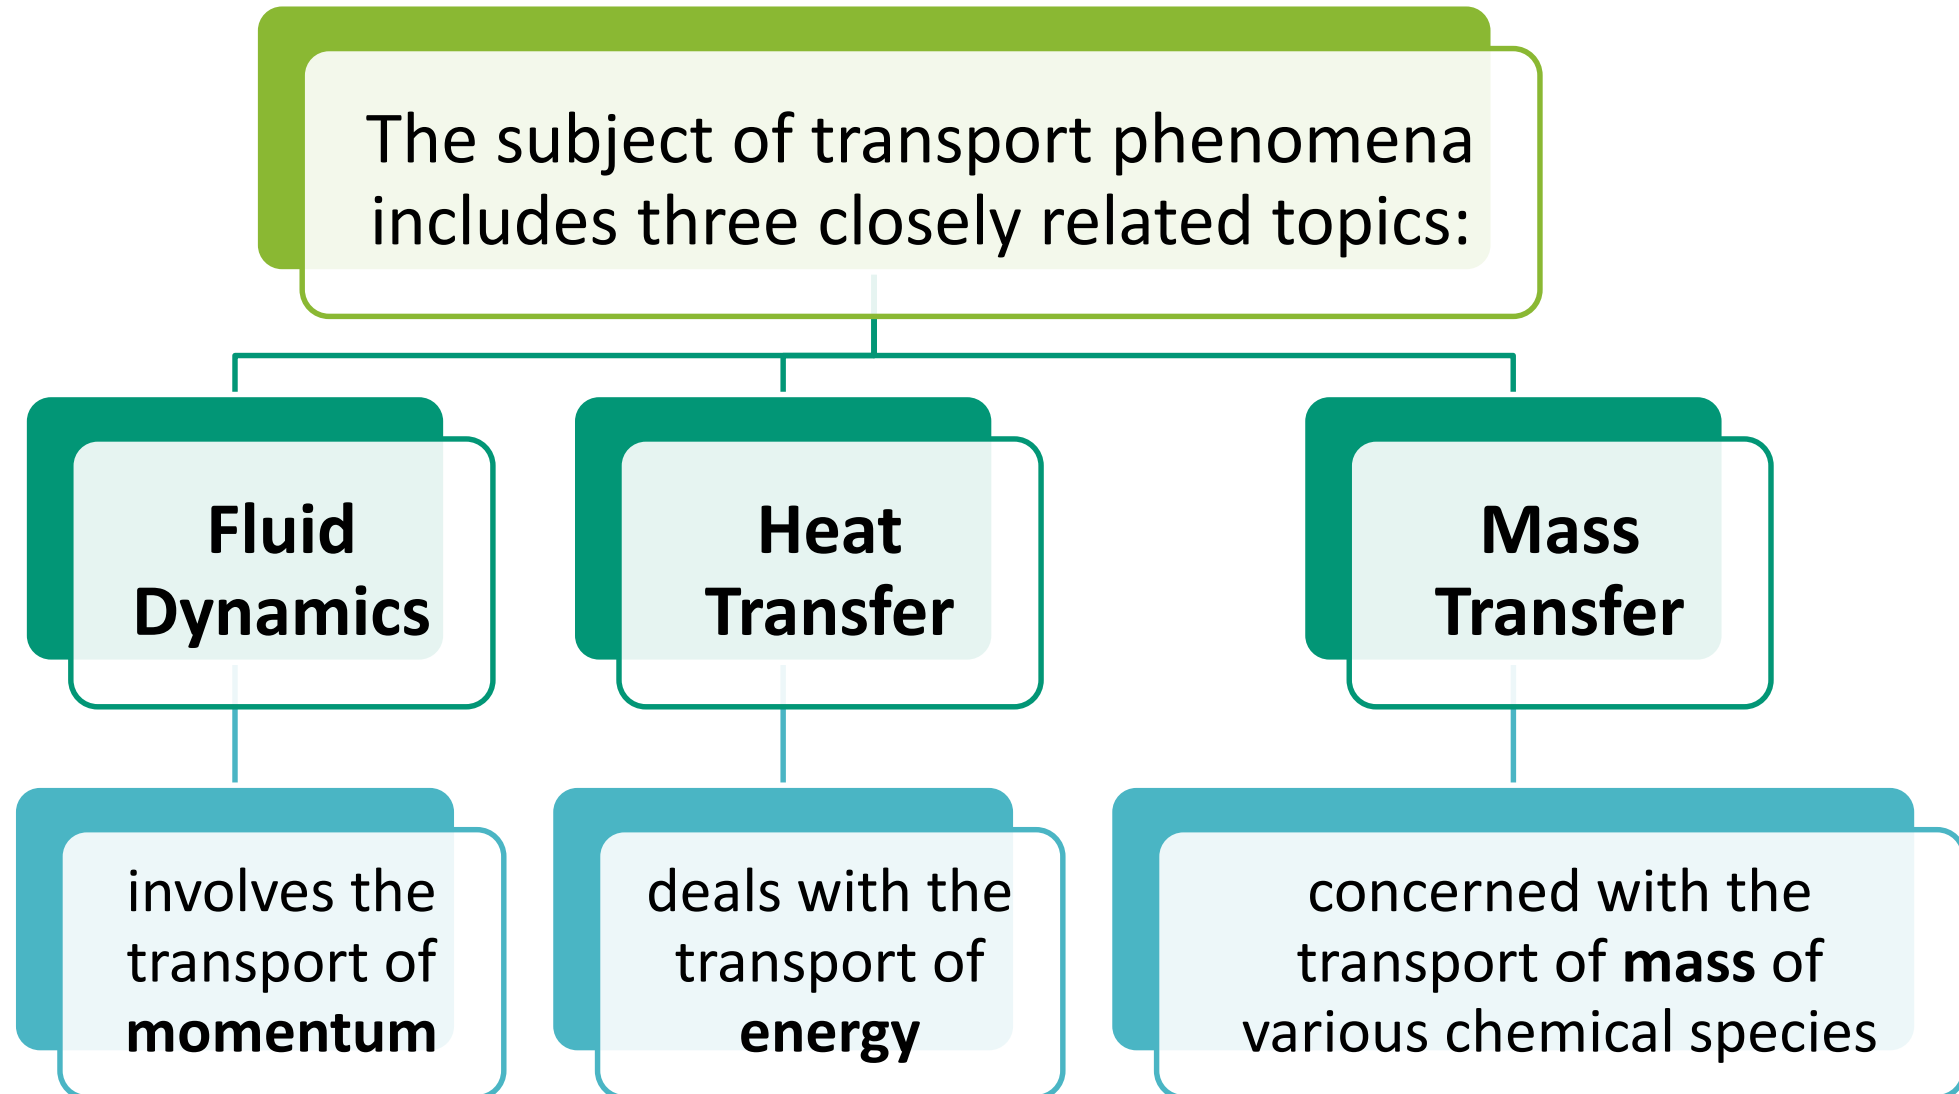 The subject of transport phenomena
includes three closely related topics:
Fluid
Dynamics
Heat
Transfer
Mass
Transfer
involves the
transport of
momentum
deals with the
transport of
energy
concerned with the
transport of mass of
various chemical species